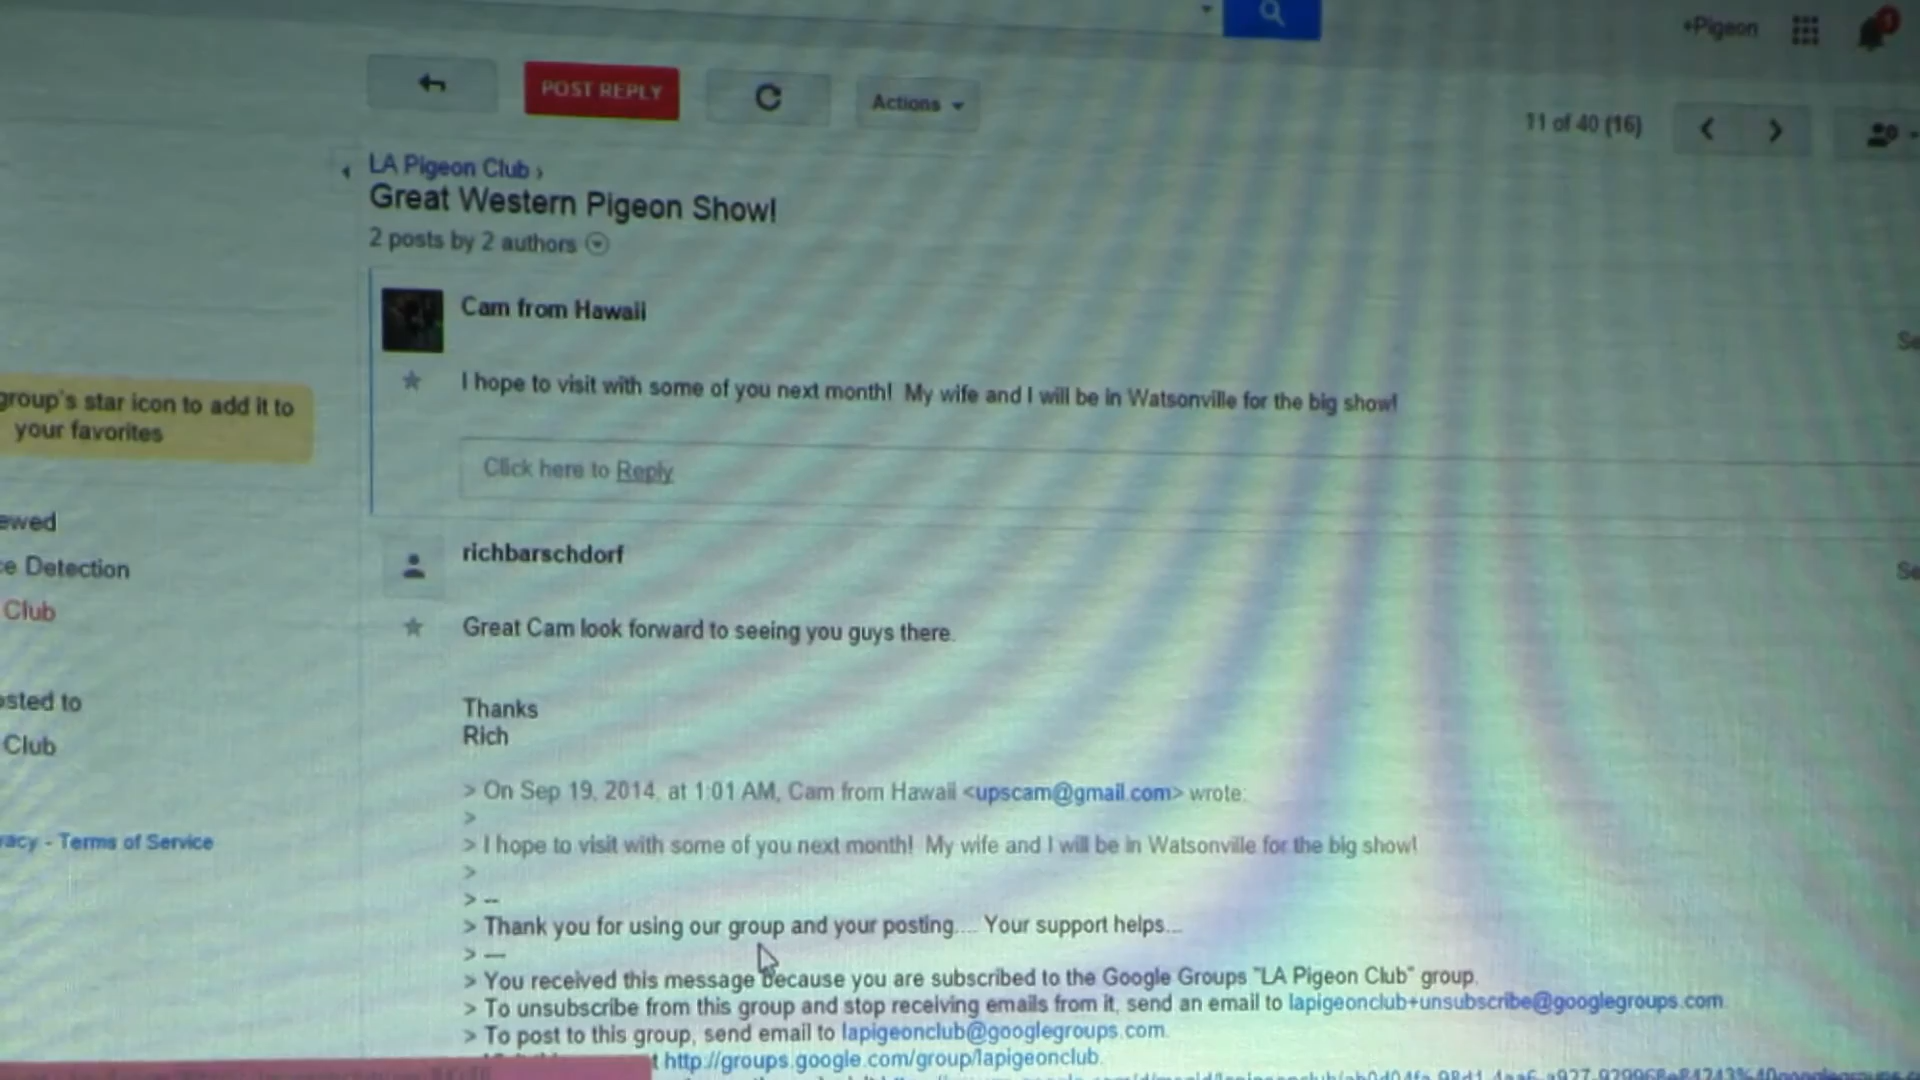 +Pigeon
POST REPLY
Actions
11 of 40 (16)
LA Pigeon Club
Great Western Pigeon Show!
2 posts by 2 authors
Cam from Hawaii
I hope to visit with some of you next month!  My wife and I will be in Watsonville for the big show!
Click here to Reply
group's star icon to add it to
your favorites
richbarschdorf
Detection
Club
Great Cam look forward to seeing you guys there.
to
Club
Thanks
Rich
> On Sep 19, 2014, at 1:01 AM, Cam from Hawaii <upscam@gmail.com> wrote:
>
> I hope to visit with some of you next month!  My wife and I will be in Watsonville for the big show!
- Terms of Service
>
> --
> Thank you for using our group and your posting.... Your support helps...
> ---
> You received this message because you are subscribed to the Google Groups "LA Pigeon Club" group.
> To unsubscribe from this group and stop receiving emails from it, send an email to lapigeonclub+unsubscribe@googlegroups.com.
> To post to this group, send email to lapigeonclub@googlegroups.com.
http://groups.google.com/group/lapigeonclub.